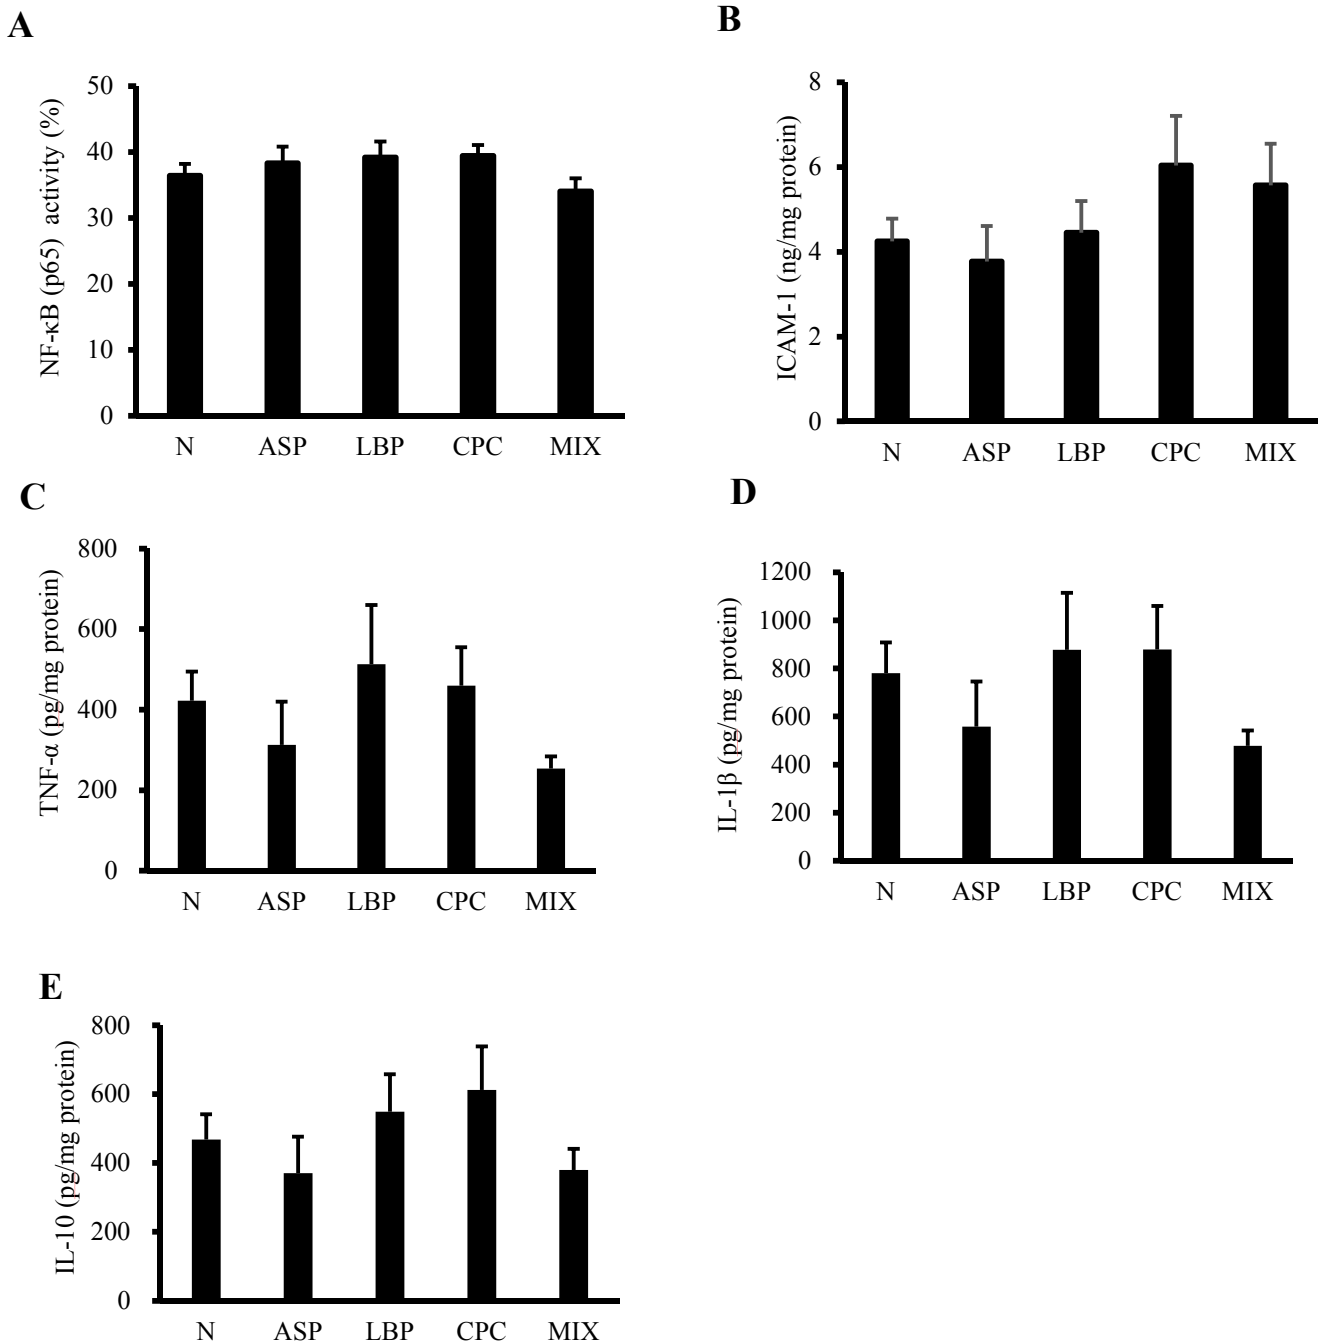 A
NF-κB (p65) activity (%)
50
40
30
20
10
0
N ASP LBP CPC MIX
B
ICAM-1 (ng/mg protein)
8
6
4
2
0
N ASP LBP CPC MIX
C
TNF-α (pg/mg protein)
800
600
400
200
0
N ASP LBP CPC MIX
D
IL-1β (pg/mg protein)
1200
1000
800
600
400
200
0
N ASP LBP CPC MIX
E
IL-10 (pg/mg protein)
800
600
400
200
0
N ASP LBP CPC MIX